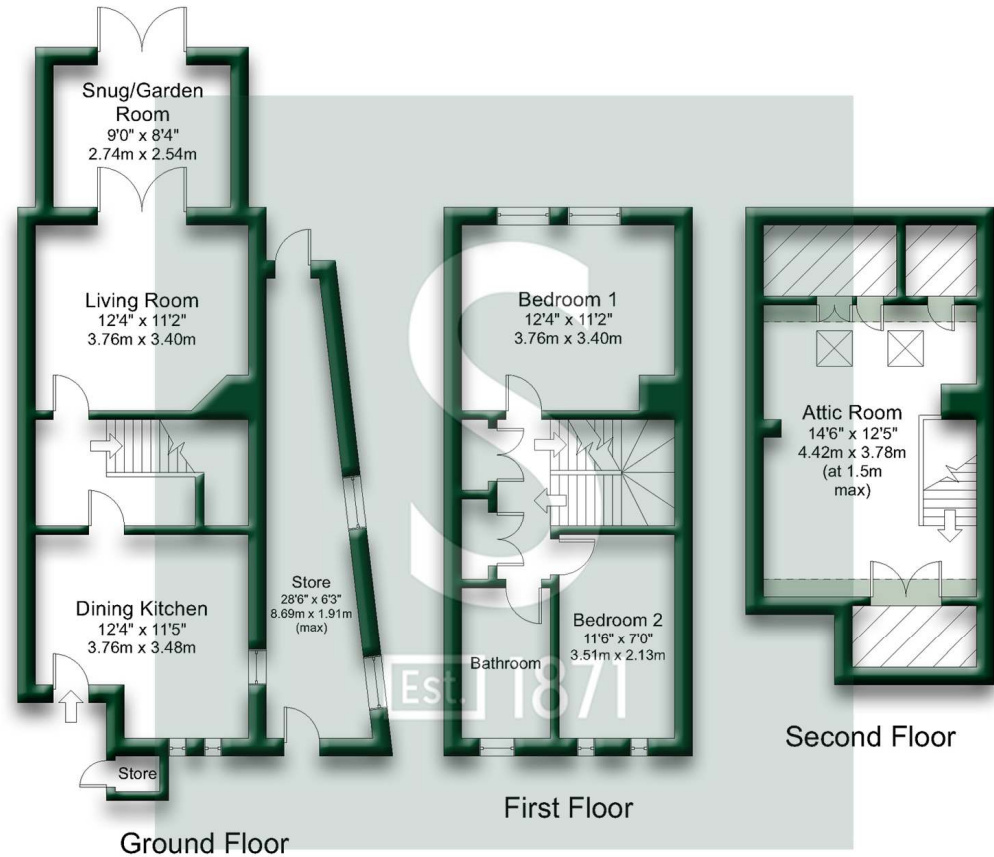 Snug/Garden
Room
9'0" x 8'4"
2.74m x 2.54m
Living Room
12'4" x 11'2"
3.76m x 3.40m
Dining Kitchen
12'4" x 11'5"
3.76m x 3.48m
Store
28'6" x 6'3"
8.69m x 1.91m
(max)
Store
Ground Floor
Bedroom 1
12'4" x 11'2"
3.76m x 3.40m
Bedroom 2
11'6" x 7'0"
3.51m x 2.13m
Bathroom
First Floor
Attic Room
14'6" x 12'5"
4.42m x 3.78m
(at 1.5m
max)
Second Floor
S
Est. 1871